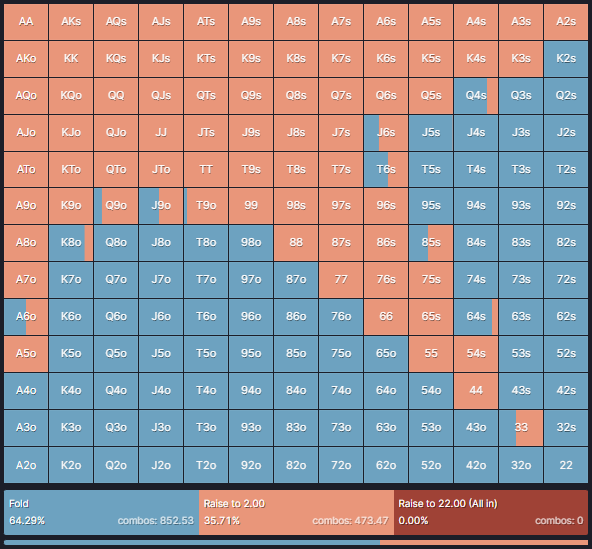 AA AKs AQs AJs ATs A9s A8s A7s A6s A5s A4s A3s A2s
AKo KK KQs KJs KTs K9s K8s K7s K6s K5s K4s K3s K2s
AQo KQo QQ QJs QTs Q9s Q8s Q7s Q6s Q5s Q4s Q3s Q2s
AJo KJo QJo JJ JTs J9s J8s J7s J6s J5s J4s J3s J2s
ATo KTo QTo JTo TT T9s T8s T7s T6s T5s T4s T3s T2s
A9o K9o Q9o J9o T9o 99 98s 97s 96s 95s 94s 93s 92s
A8o K8o Q8o J8o T8o 98o 88 87s 86s 85s 84s 83s 82s
A7o K7o Q7o J7o T7o 97o 87o 77 76s 75s 74s 73s 72s
A6o K6o Q6o J6o T6o 96o 86o 76o 66 65s 64s 63s 62s
A5o K5o Q5o J5o T5o 95o 85o 75o 65o 55 54s 53s 52s
A4o K4o Q4o J4o T4o 94o 84o 74o 64o 54o 44 43s 42s
A3o K3o Q3o J3o T3o 93o 83o 73o 63o 53o 43o 33 32s
A2o K2o Q2o J2o T2o 92o 82o 72o 62o 52o 42o 32o 22
Fold Raise to 2.00 Raise to 22.00 (All in)
64.29% combos: 852.53 35.71% combos: 473.47 0.00% combos: 0